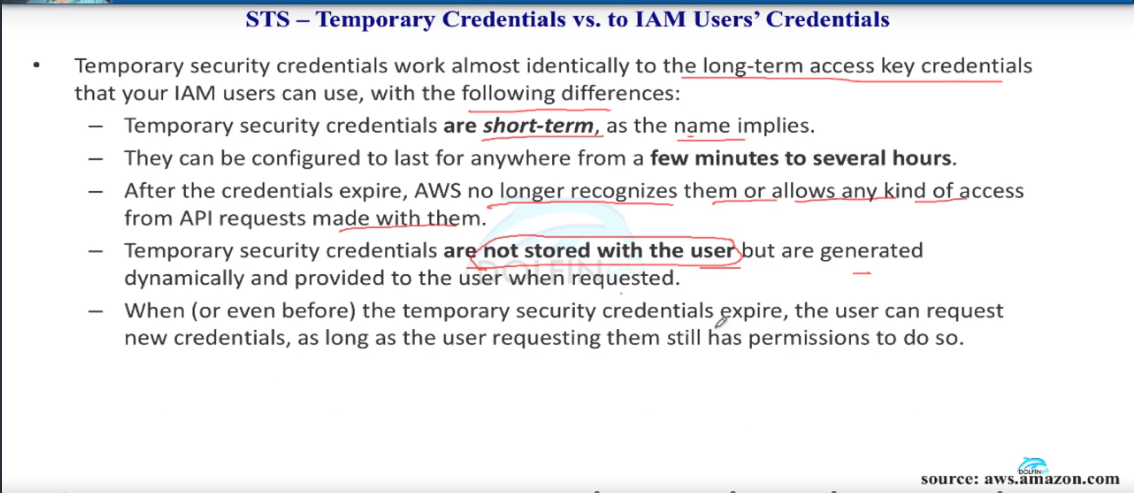 STS – Temporary Credentials vs. to IAM Users' Credentials
• Temporary security credentials work almost identically to the long-term access key credentials
that your IAM users can use, with the following differences:
– Temporary security credentials are short-term, as the name implies.
– They can be configured to last for anywhere from a few minutes to several hours.
– After the credentials expire, AWS no longer recognizes them or allows any kind of access
from API requests made with them.
– Temporary security credentials are not stored with the user but are generated
dynamically and provided to the user when requested.
DOLFIN
– When (or even before) the temporary security credentials expire, the user can request
new credentials, as long as the user requesting them still has permissions to do so.
DOLFIN
source: aws.amazon.com